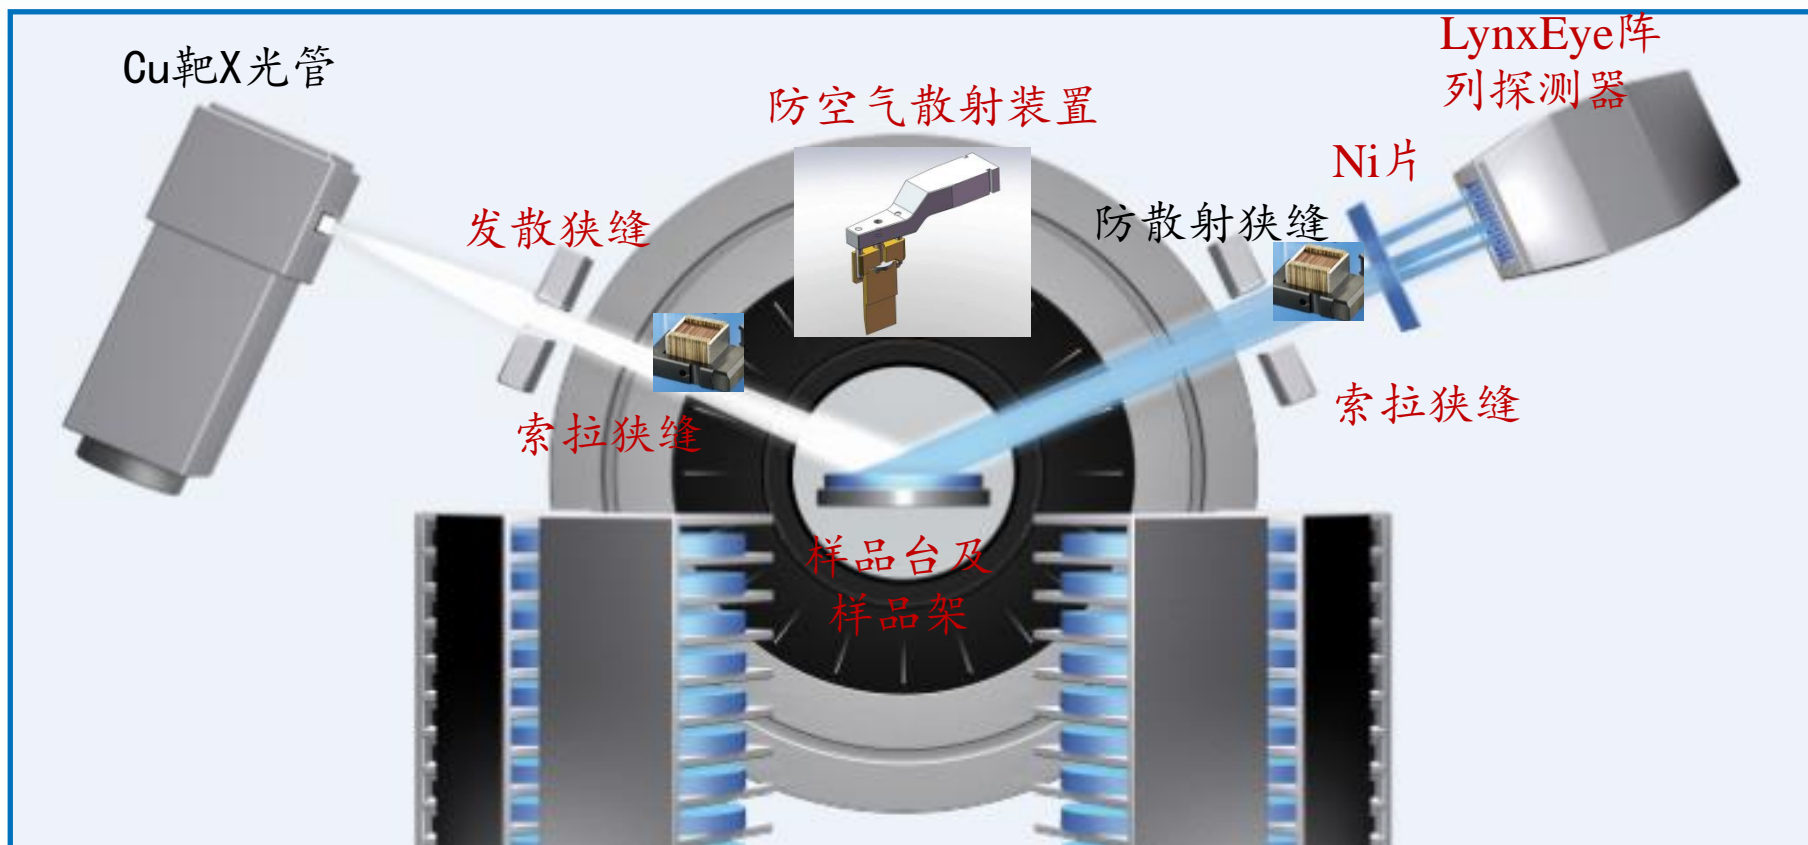 Cu靶X光管
LynxEye阵
列探测器
防空气散射装置
Ni片
发散狭缝
防散射狭缝
索拉狭缝
索拉狭缝
样品台及
样品架